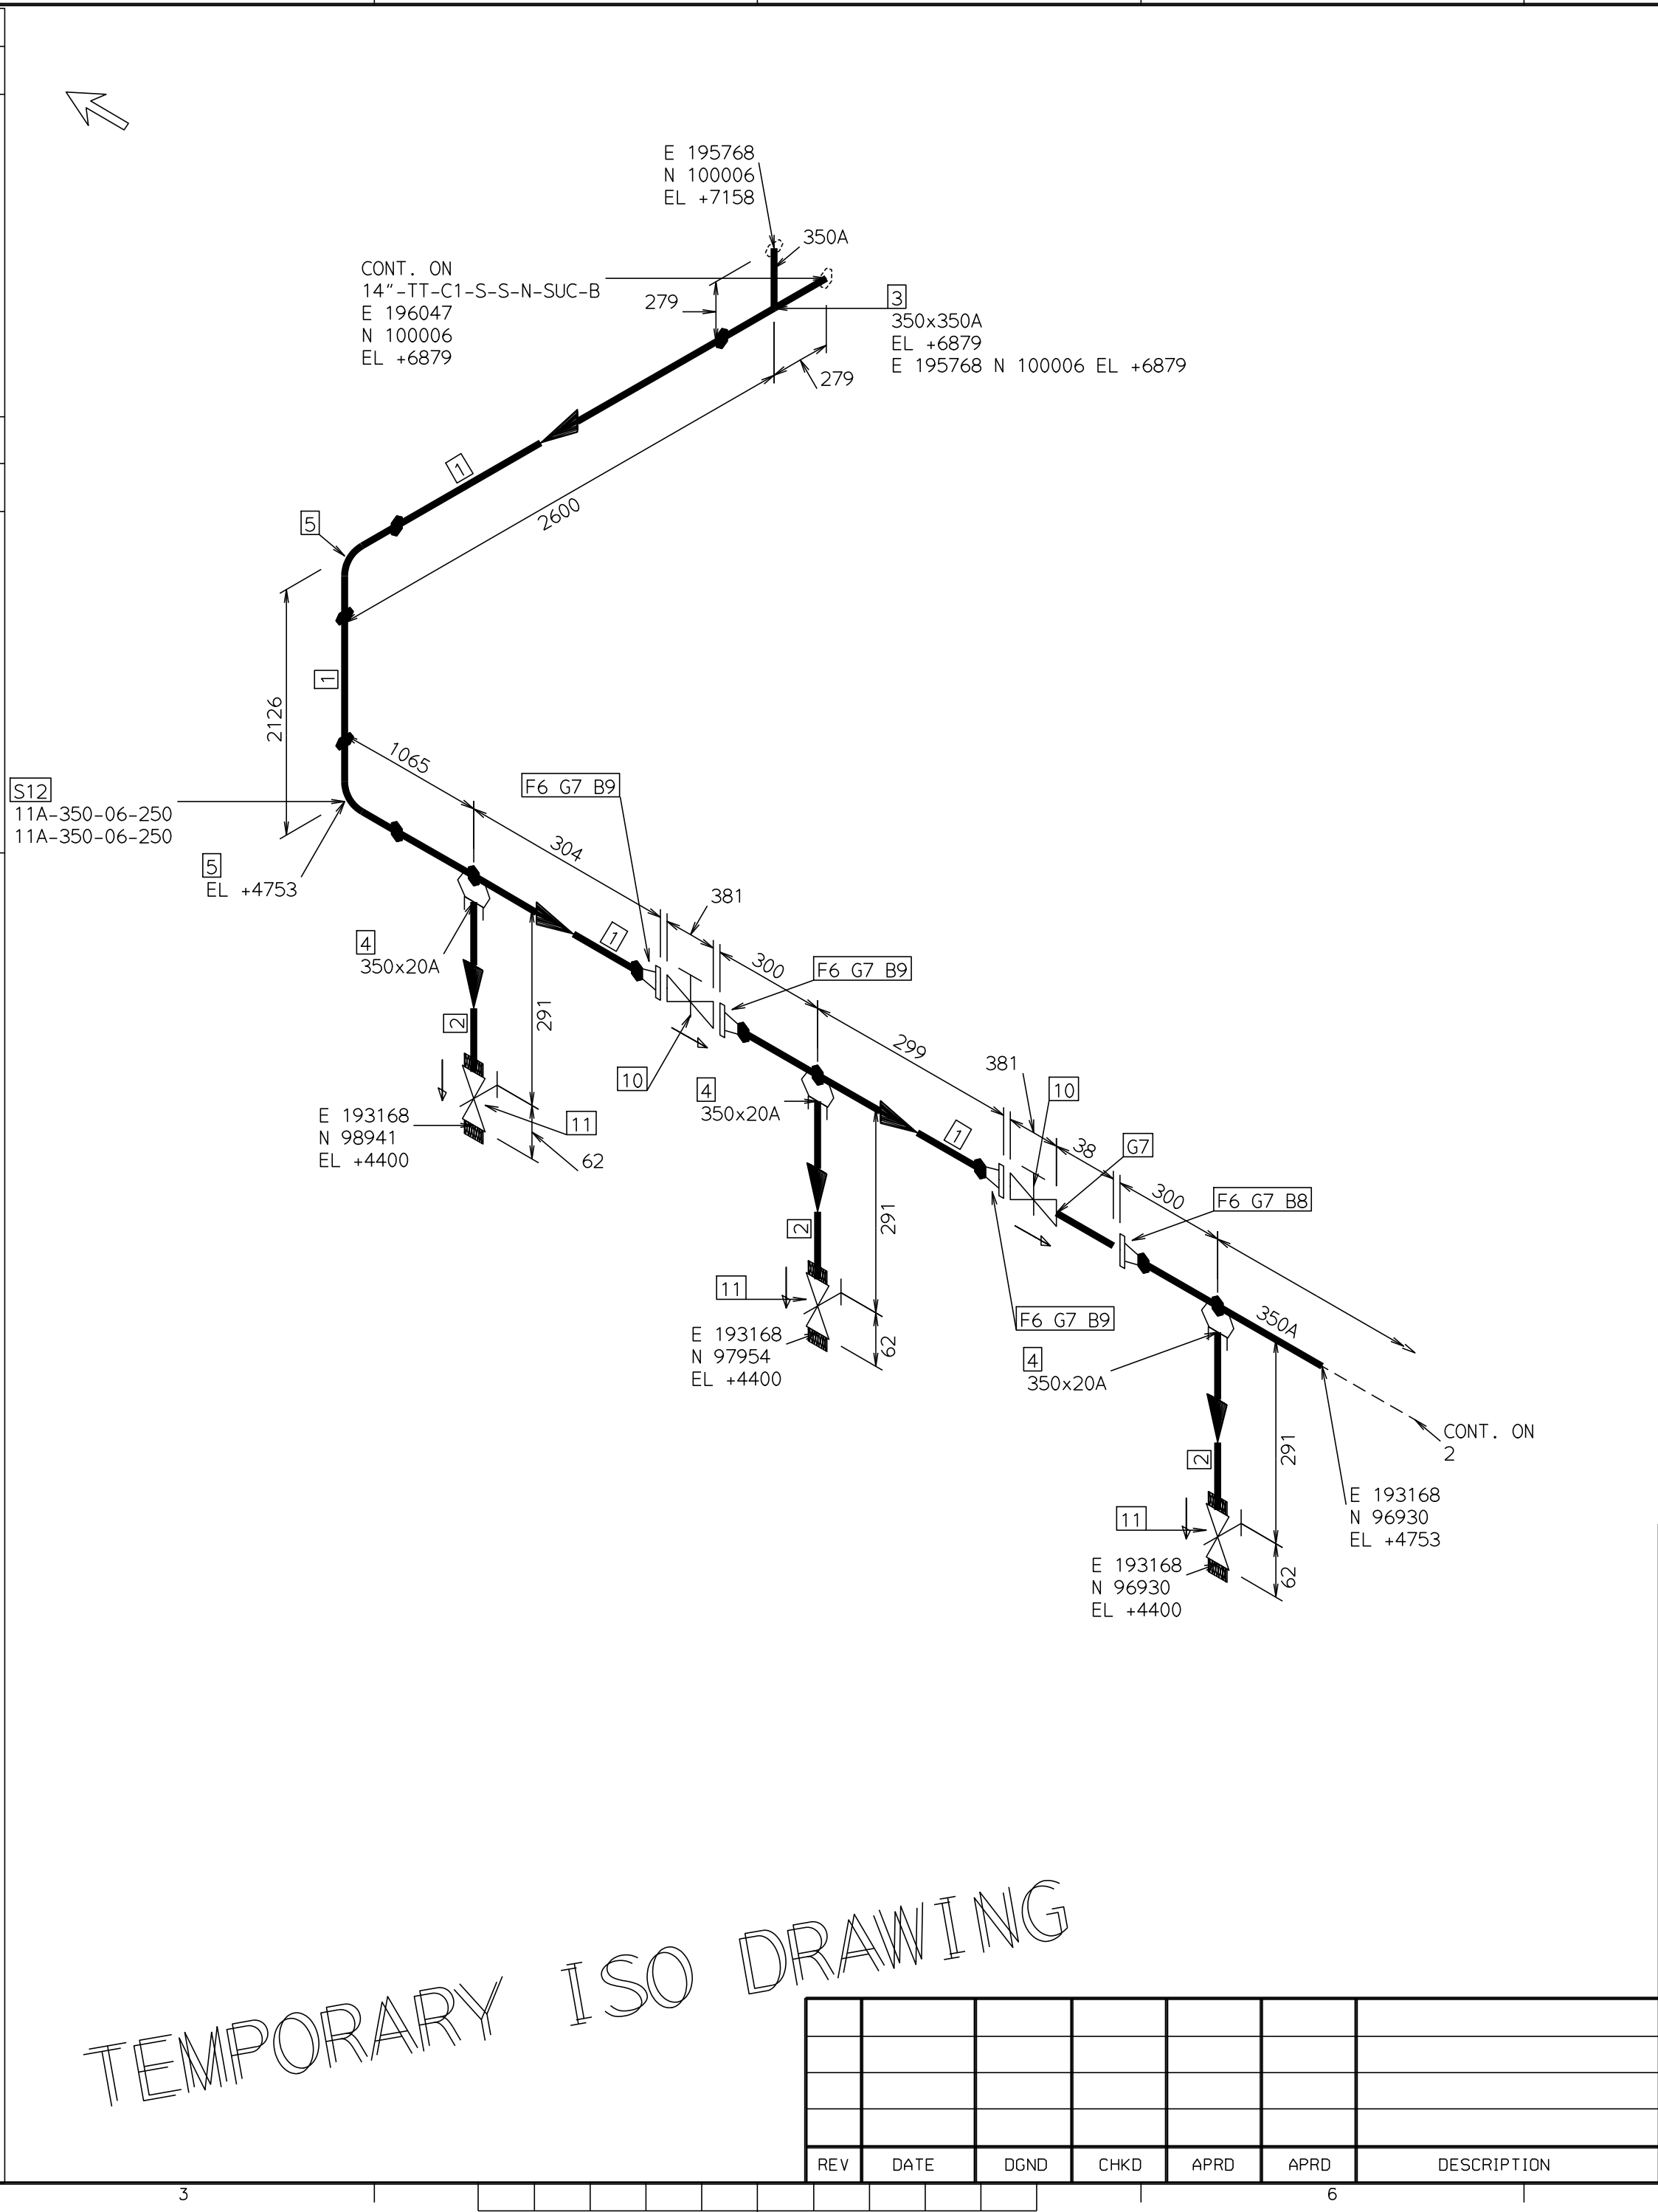 E 195768
N 100006
EL +7158
350A
CONT. ON
14"-TT-C1-S-S-N-SUC-B
E 196047
N 100006
EL +6879
279
3
350x350A
EL +6879
E 195768 N 100006 EL +6879
279
1
2600
5
1
2126
1065
S12
11A-350-06-250
11A-350-06-250
5
EL +4753
F6 G7 B9
304
381
4
350x20A
1
300
F6 G7 B9
291
2
10
299
381
10
4
350x20A
E 193168
N 98941
EL +4400
11
62
1
38
G7
300
F6 G7 B8
291
2
11
F6 G7 B9
350A
E 193168
N 97954
EL +4400
62
4
350x20A
CONT. ON
2
291
2
E 193168
N 96930
EL +4753
11
E 193168
N 96930
EL +4400
62
TEMPORARY ISO DRAWING
REV DATE DGND CHKD APRD APRD DESCRIPTION
3 6